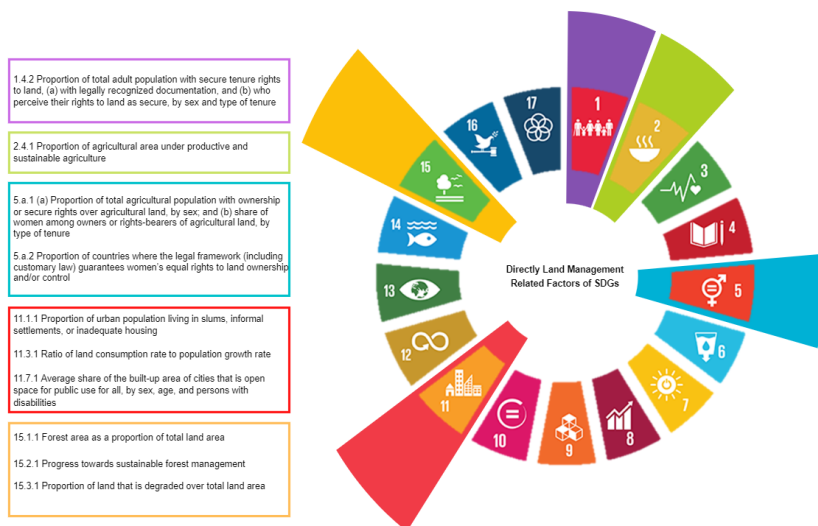 1.4.2 Proportion of total adult population with secure tenure rights
to land, (a) with legally recognized documentation, and (b) who
perceive their rights to land as secure, by sex and type of tenure
2.4.1 Proportion of agricultural area under productive and
sustainable agriculture
5.a.1 (a) Proportion of total agricultural population with ownership
or secure rights over agricultural land, by sex; and (b) share of
women among owners or rights-bearers of agricultural land, by
type of tenure
5.a.2 Proportion of countries where the legal framework (including
customary law) guarantees women's equal rights to land ownership
and/or control
11.1.1 Proportion of urban population living in slums, informal
settlements, or inadequate housing
11.3.1 Ratio of land consumption rate to population growth rate
11.7.1 Average share of the built-up area of cities that is open
space for public use for all, by sex, age, and persons with
disabilities
15.1.1 Forest area as a proportion of total land area
15.2.1 Progress towards sustainable forest management
15.3.1 Proportion of land that is degraded over total land area
Directly Land Management
Related Factors of SDGs
1
2
3
4
5
6
7
8
9
10
11
12
13
14
15
16
17